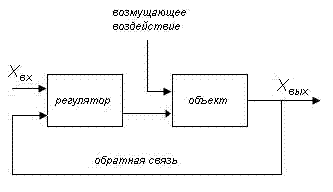 возмущающее
воздействие
Xвх
Xвых
регулятор
объект
обратная связь